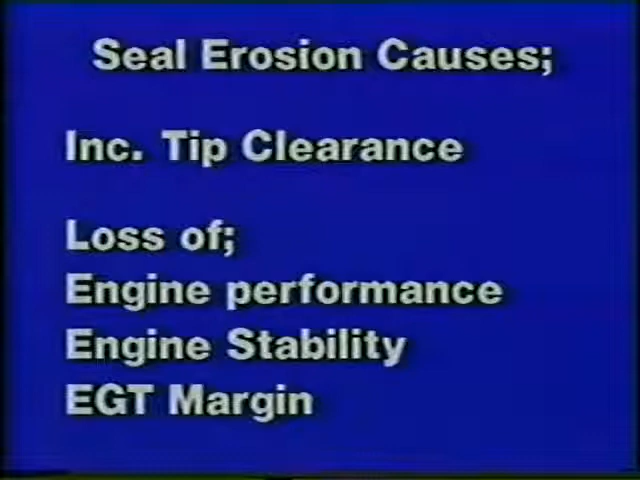 Seal Erosion Causes;
Inc. Tip Clearance
Loss of;
Engine performance
Engine Stability
EGT Margin